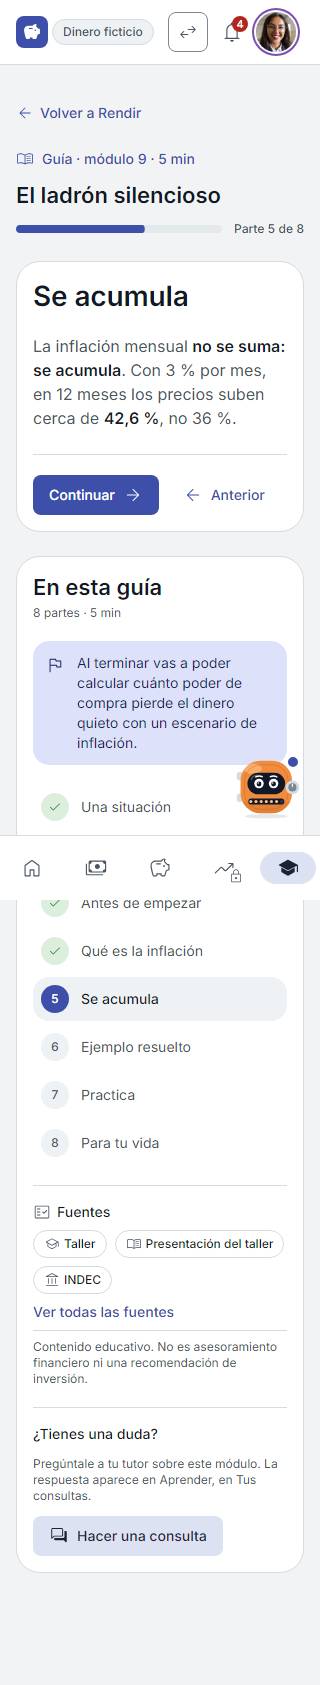 Dinero ficticio
4
Volver a Rendir
Guía · módulo 9 · 5 min
El ladrón silencioso
Parte 5 de 8
Se acumula
La inflación mensual no se suma:
se acumula. Con 3 % por mes,
en 12 meses los precios suben
cerca de 42,6 %, no 36 %.
Continuar
Anterior
En esta guía
8 partes · 5 min
Al terminar vas a poder
calcular cuánto poder de
compra pierde el dinero
quieto con un escenario de
inflación.
Una situación
Antes de empezar
Qué es la inflación
5 Se acumula
6 Ejemplo resuelto
7 Practica
8 Para tu vida
Fuentes
Taller
Presentación del taller
INDEC
Ver todas las fuentes
Contenido educativo. No es asesoramiento
financiero ni una recomendación de
inversión.
¿Tienes una duda?
Pregúntale a tu tutor sobre este módulo. La
respuesta aparece en Aprender, en Tus
consultas.
Hacer una consulta